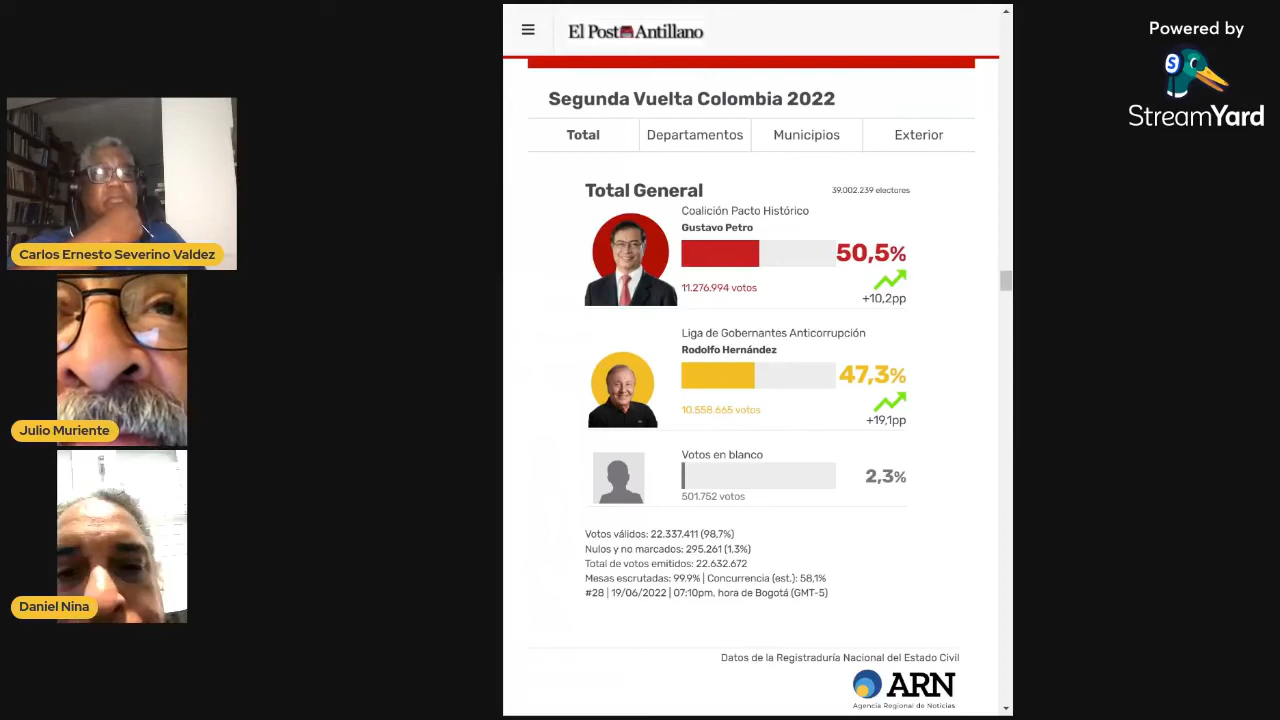 Carlos Ernesto Severino Valdez
Julio Muriente
Daniel Nina
El Post Antillano
Segunda Vuelta Colombia 2022
Total Departamentos Municipios Exterior
Total General 39.002.239 electores
Coalición Pacto Histórico
Gustavo Petro
50,5%
11.276.994 votos
+10,2pp
Liga de Gobernantes Anticorrupción
Rodolfo Hernández
47,3%
10.558.665 votos
+19,1pp
Votos en blanco
2,3%
501.752 votos
Votos válidos: 22.337.411 (98,7%)
Nulos y no marcados: 295.261 (1,3%)
Total de votos emitidos: 22.632.672
Mesas escrutadas: 99.9% | Concurrencia (est.): 58,1%
#28 | 19/06/2022 | 07:10pm, hora de Bogotá (GMT-5)
Datos de la Registraduría Nacional del Estado Civil
ARN
Agencia Regional de Noticias
Powered by
S
StreamYard